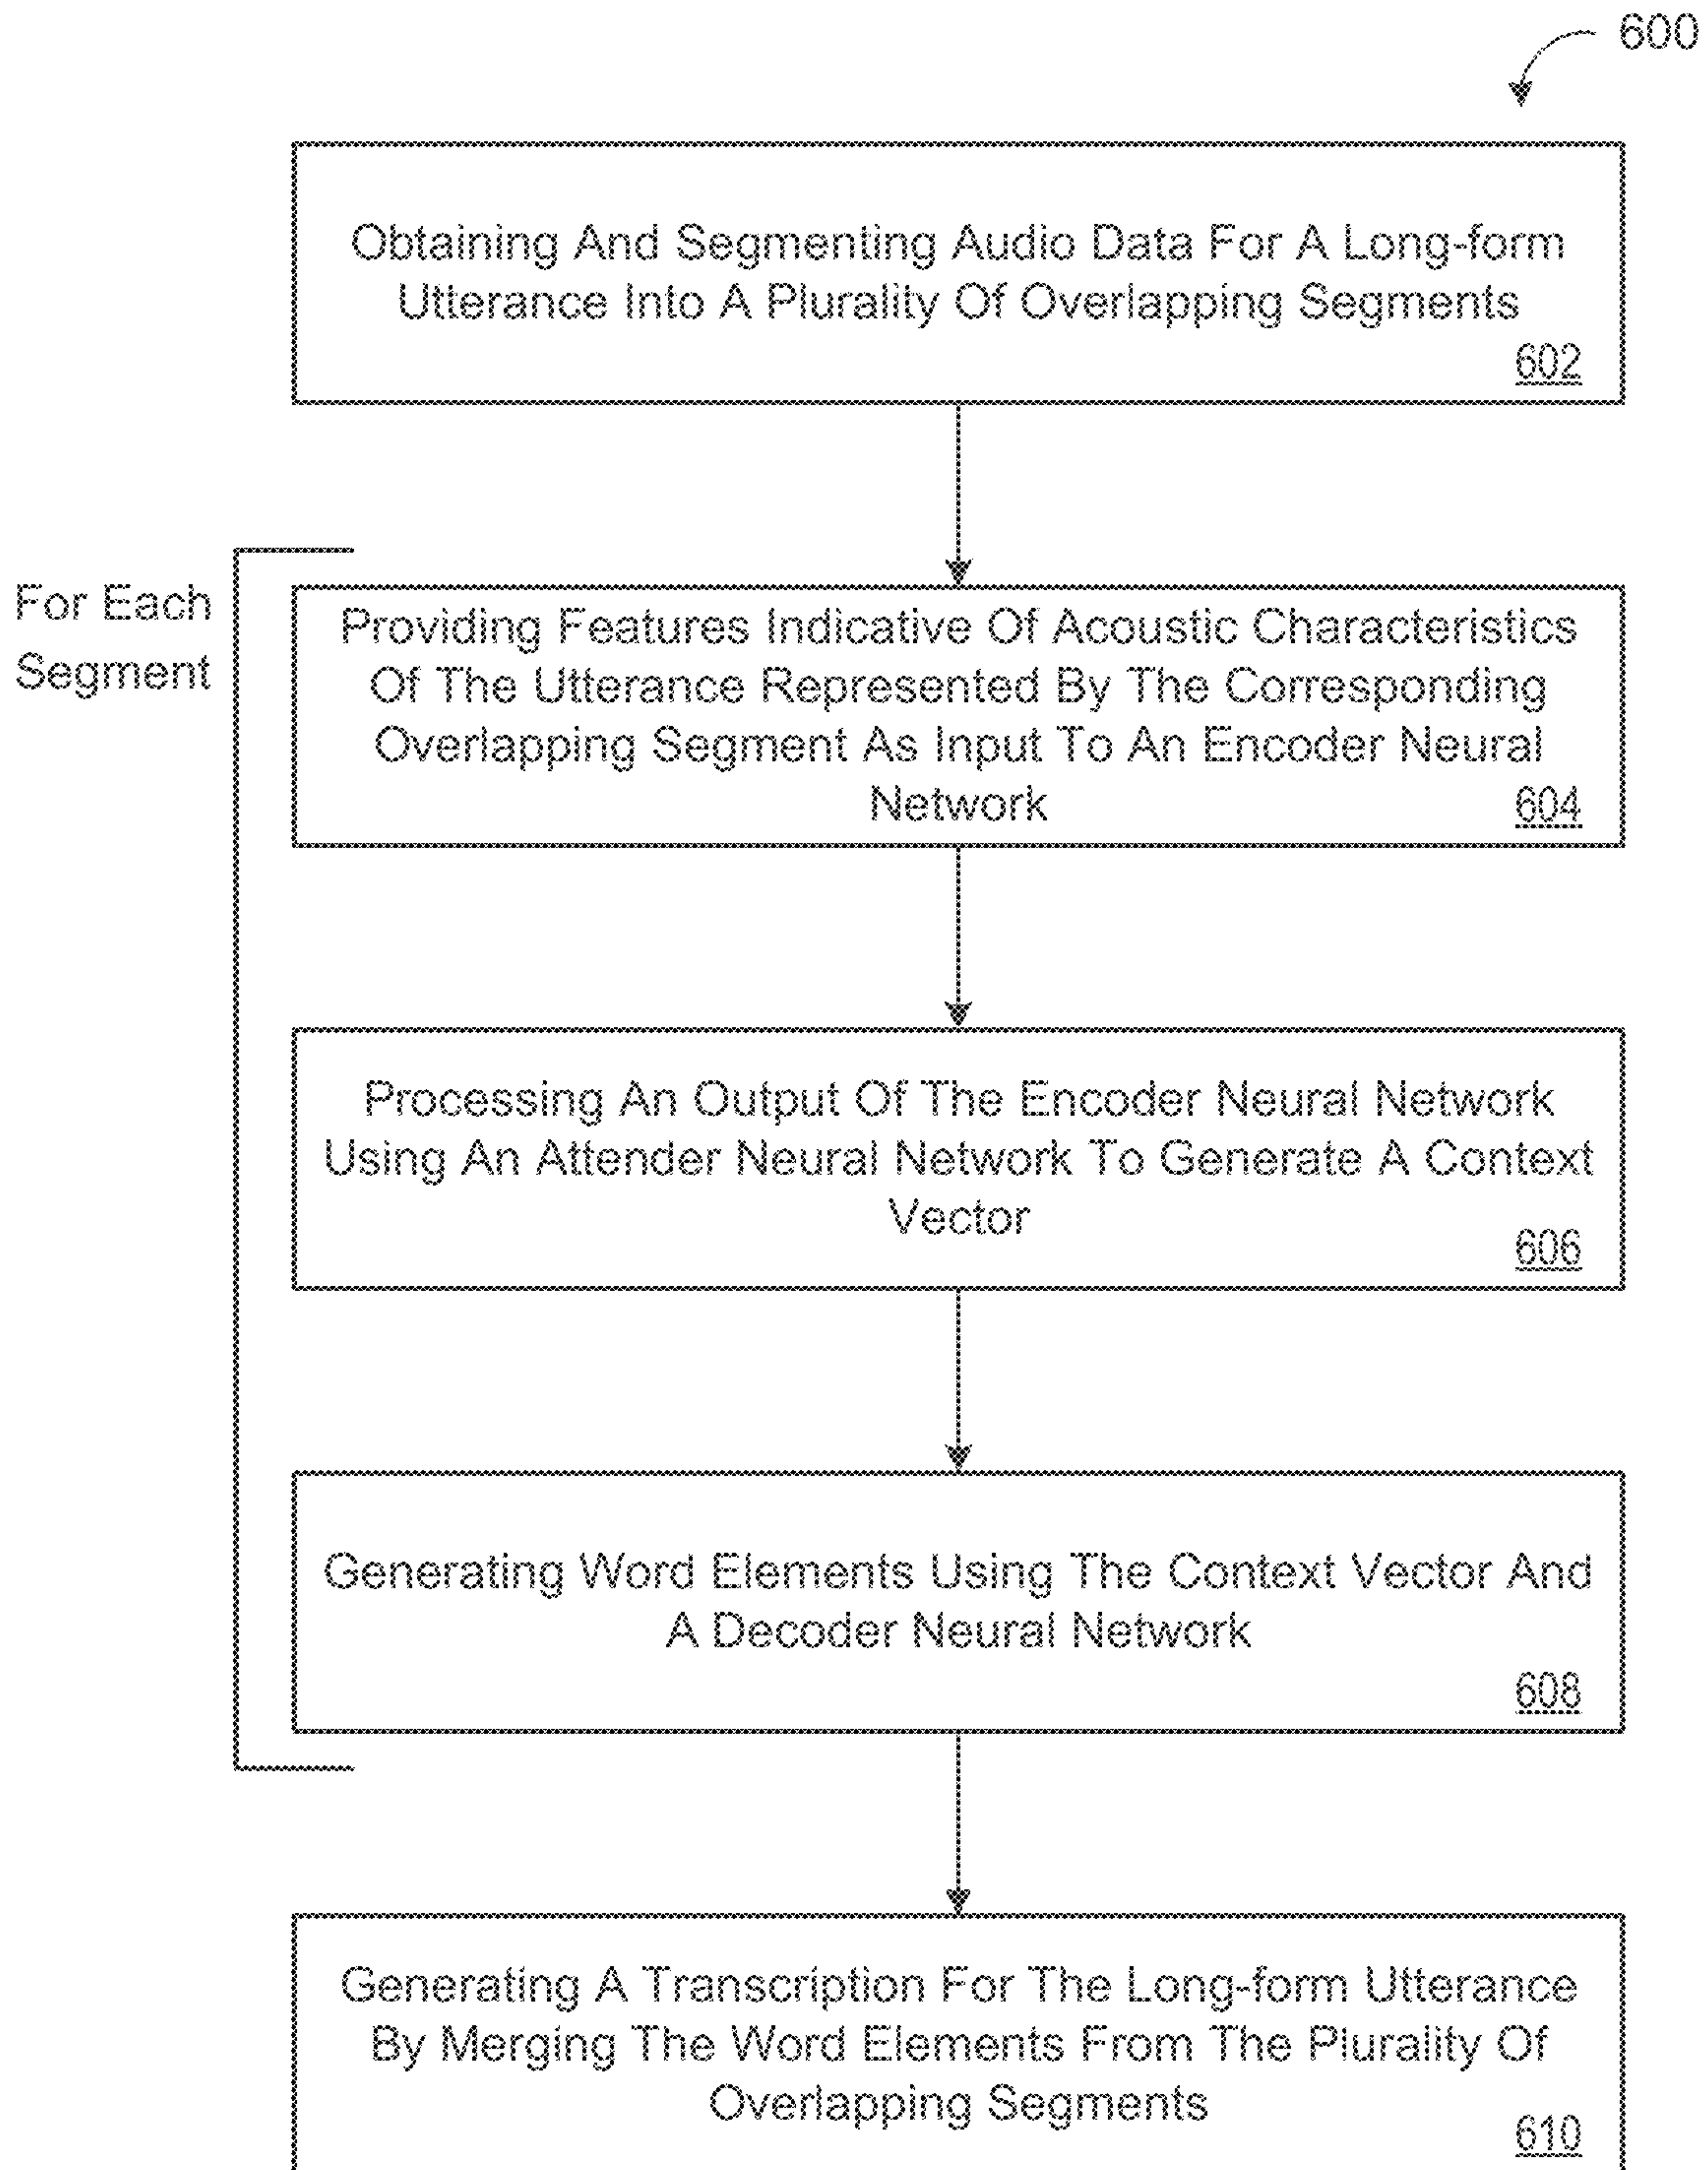 600
Obtaining And Segmenting Audio Data For A Long-form
Utterance Into A Plurality Of Overlapping Segments
602
For Each
Segment
Providing Features Indicative Of Acoustic Characteristics
Of The Utterance Represented By The Corresponding
Overlapping Segment As Input To An Encoder Neural
Network
604
Processing An Output Of The Encoder Neural Network
Using An Attender Neural Network To Generate A Context
Vector
606
Generating Word Elements Using The Context Vector And
A Decoder Neural Network
608
Generating A Transcription For The Long-form Utterance
By Merging The Word Elements From The Plurality Of
Overlapping Segments
610